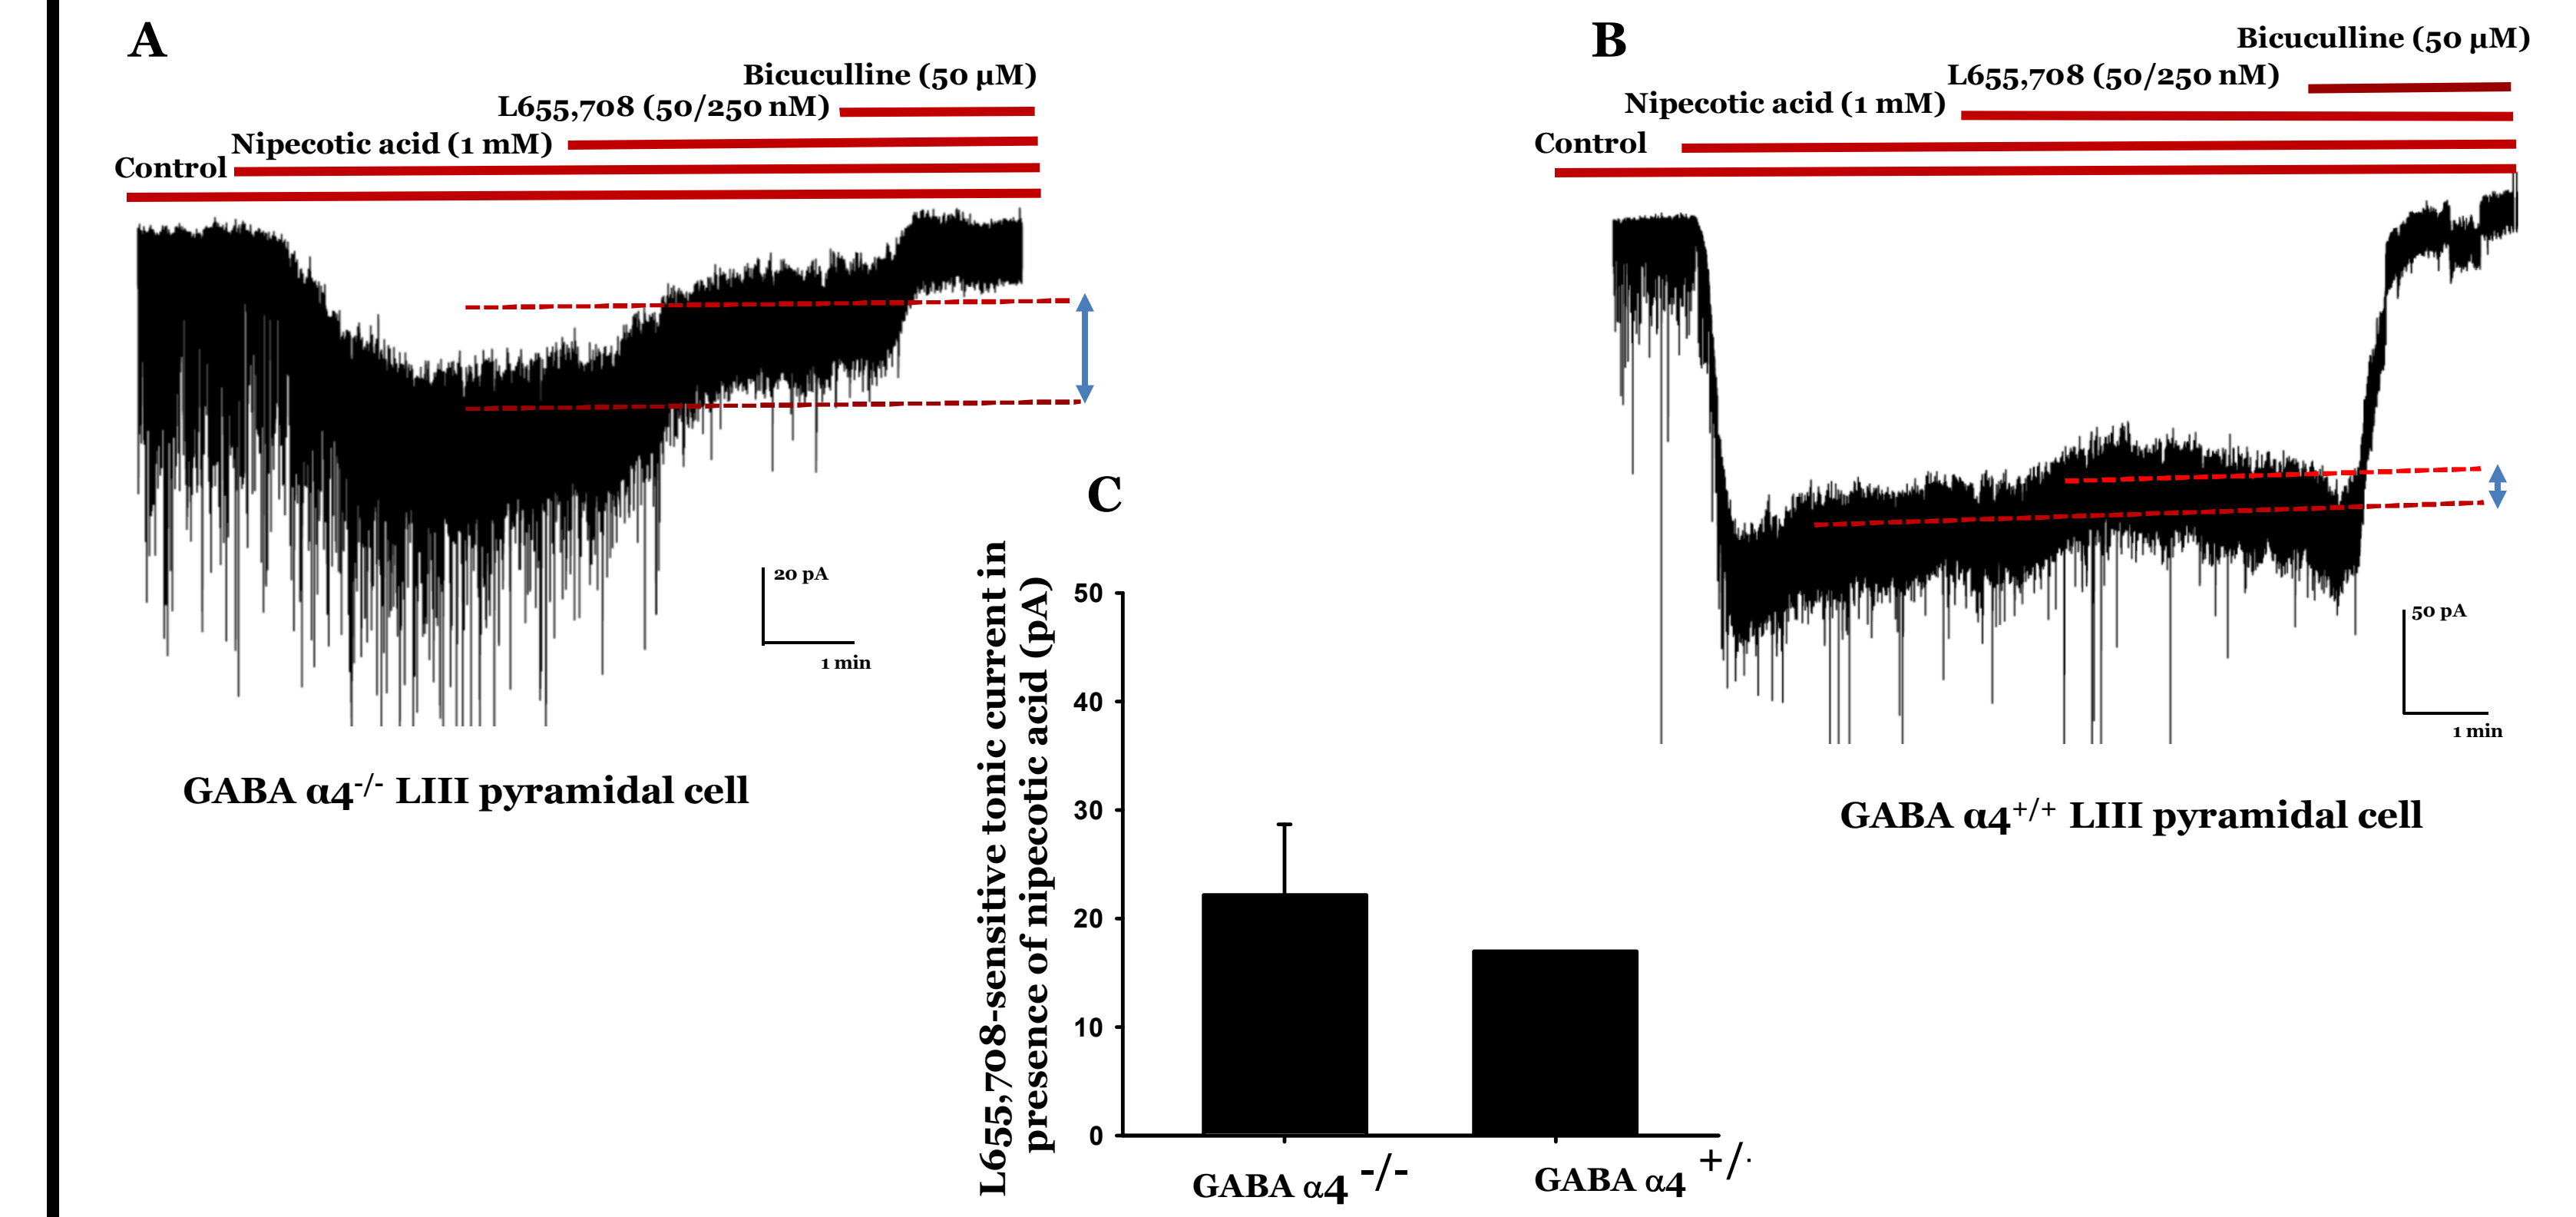 A
Bicuculline (50 µM)
L655,708 (50/250 nM)
Nipecotic acid (1 mM)
Control
20 pA
1 min
GABA α4-/- LIII pyramidal cell
B
Bicuculline (50 µM)
L655,708 (50/250 nM)
Nipecotic acid (1 mM)
Control
50 pA
1 min
GABA α4+/+ LIII pyramidal cell
C
L655,708-sensitive tonic current in
presence of nipecotic acid (pA)
50
40
30
20
10
0
GABA α4 -/-
GABA α4 +/